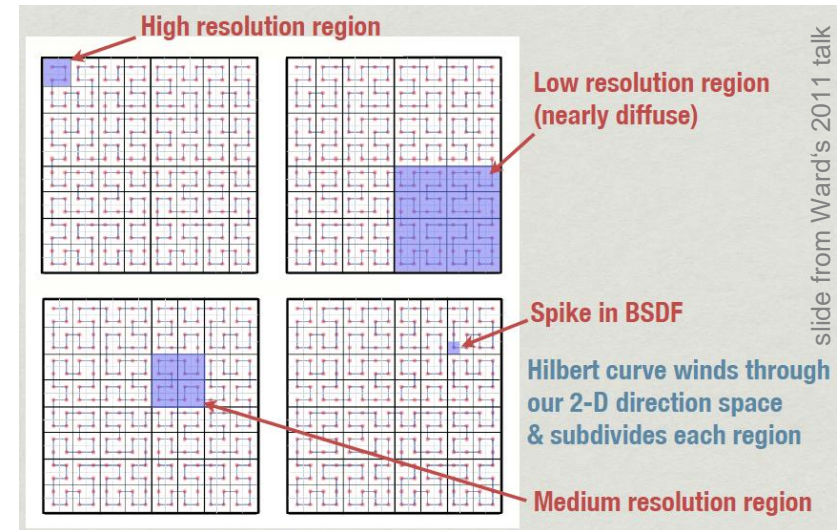 High resolution region
Low resolution region
(nearly diffuse)
Spike in BSDF
Hilbert curve winds through
our 2-D direction space
& subdivides each region
Medium resolution region
slide from Ward's 2011 talk